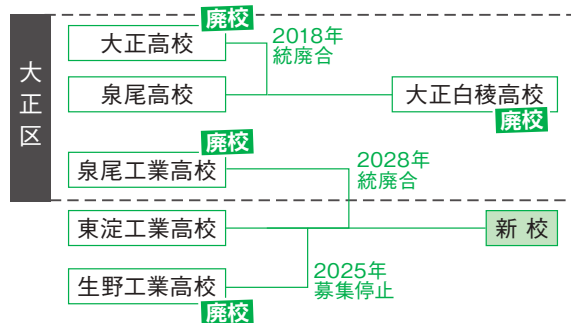 大正区
廃校
大正高校
2018年
統廃合
泉尾高校
大正白稜高校
廃校
廃校
泉尾工業高校
2028年
統廃合
東淀工業高校
新 校
生野工業高校
2025年
募集停止
廃校